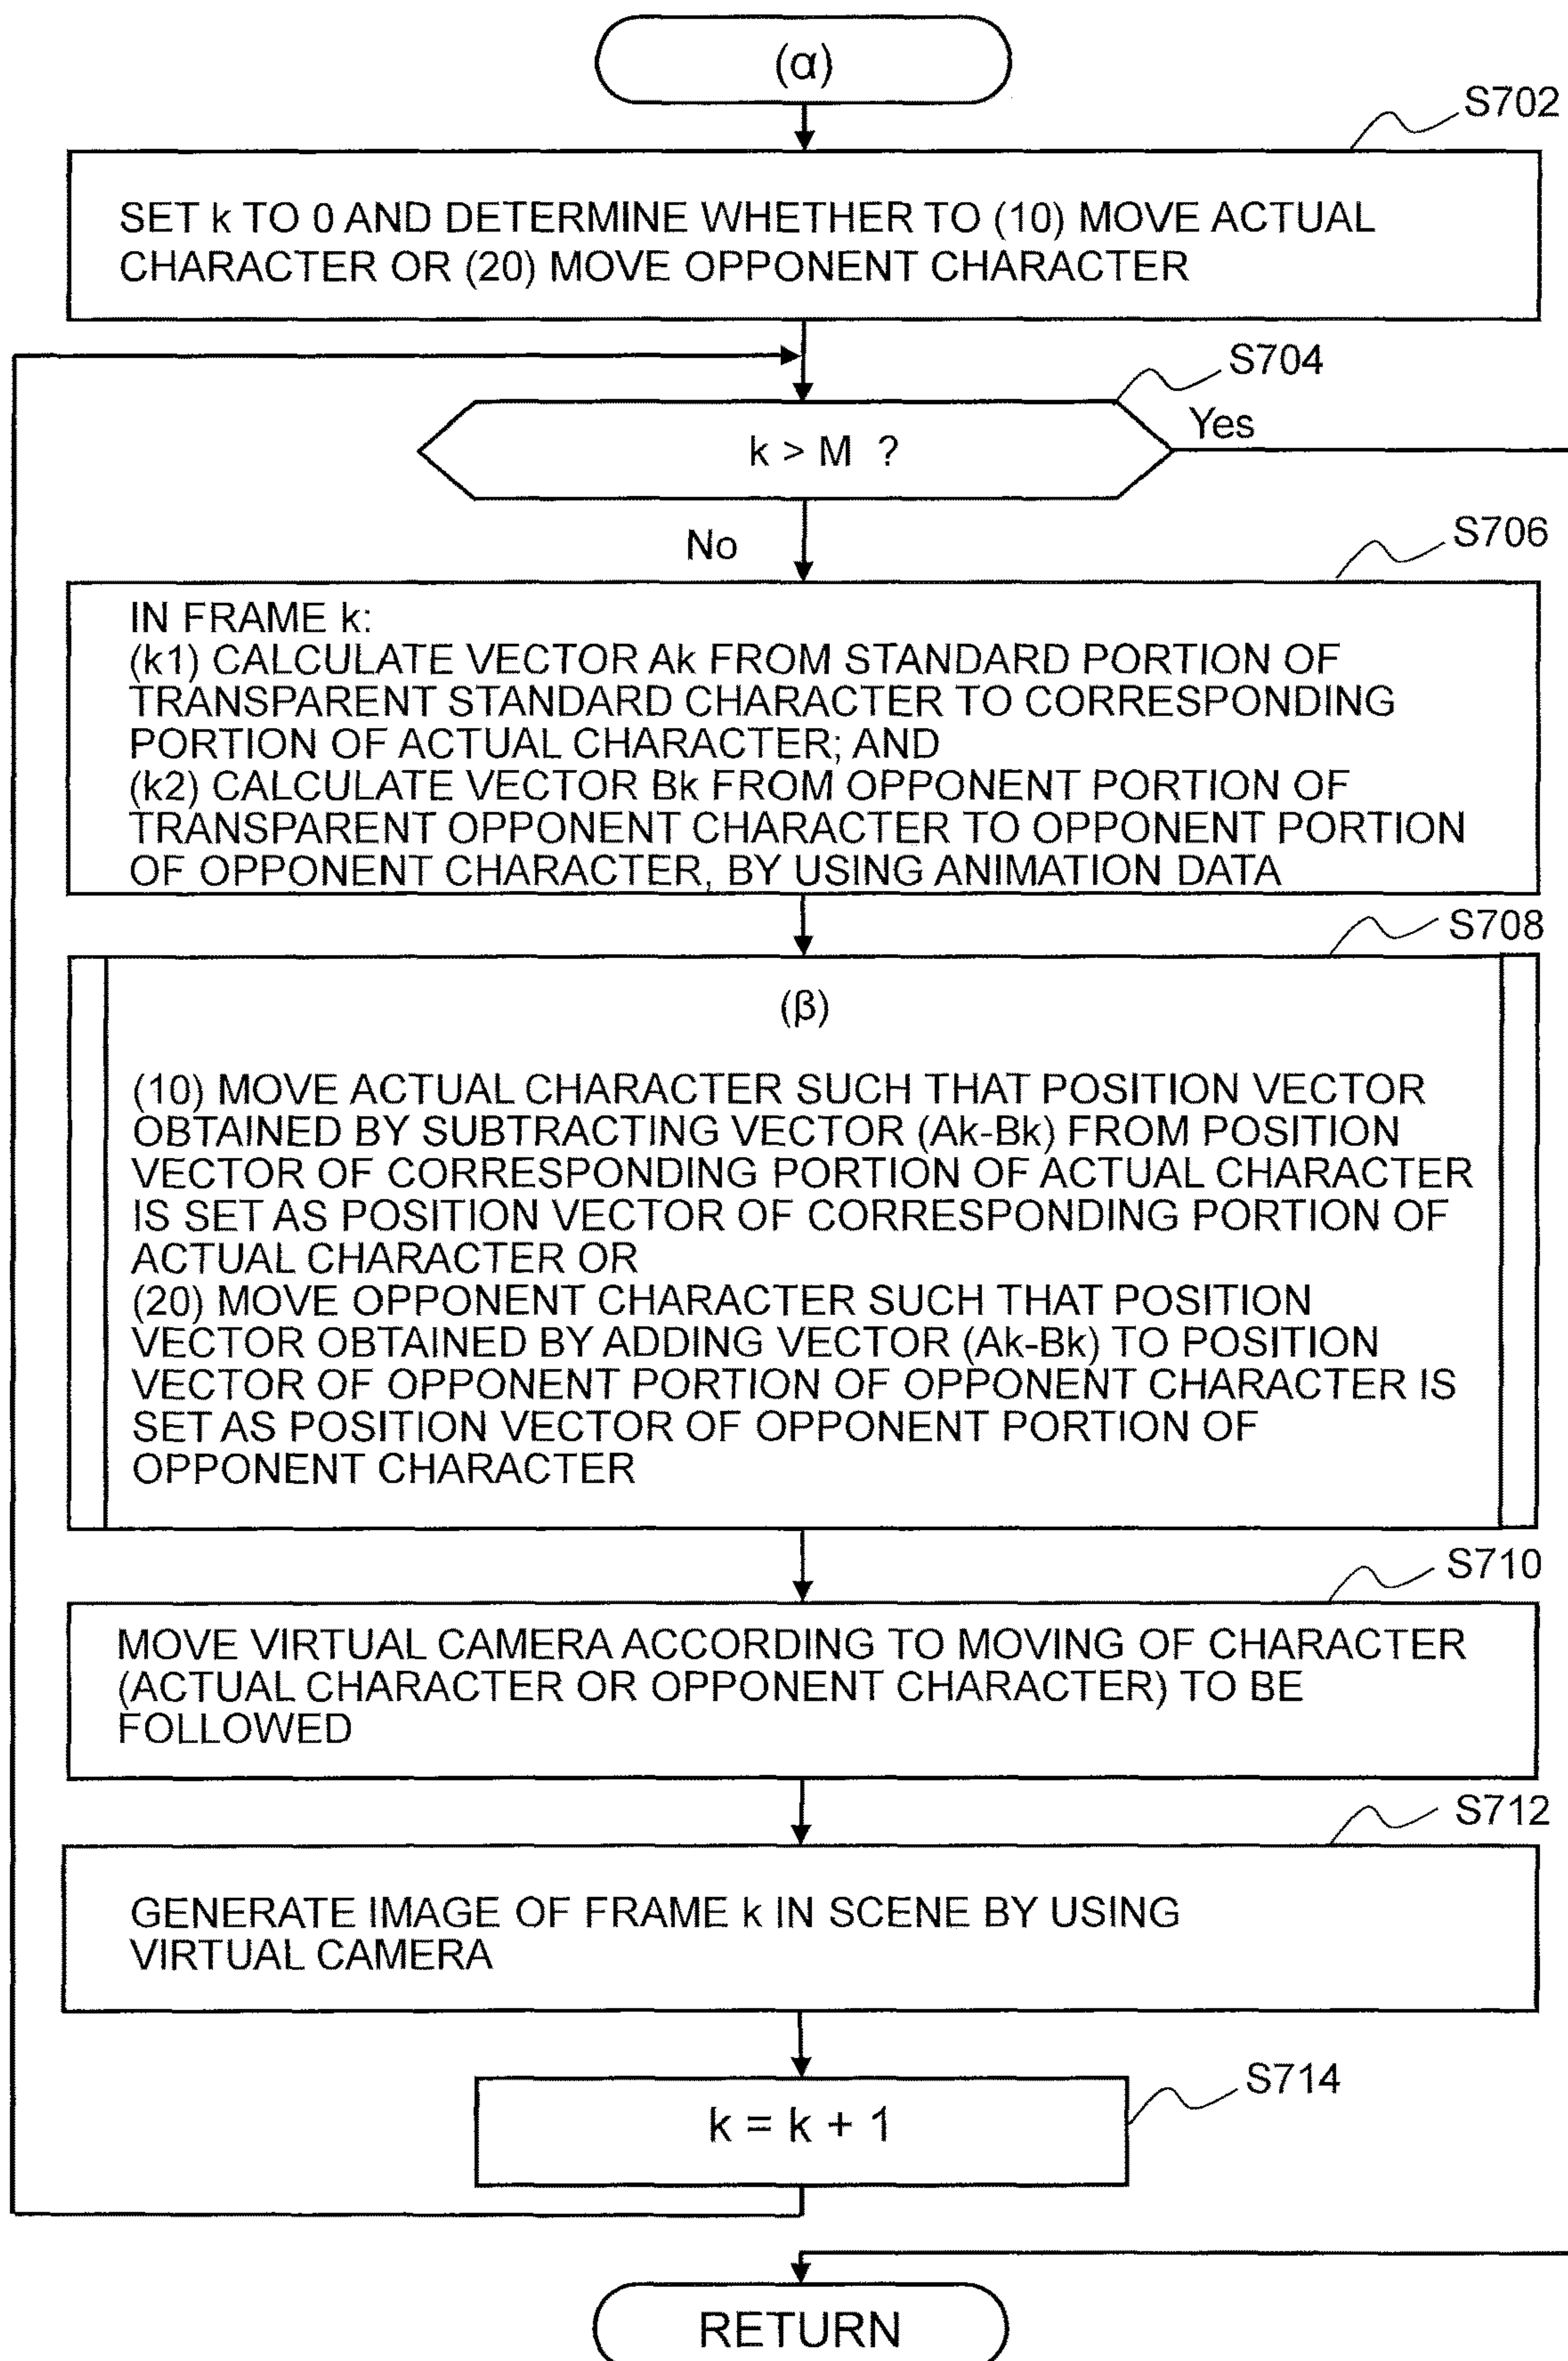 (α)
S702
SET k TO 0 AND DETERMINE WHETHER TO (10) MOVE ACTUAL
CHARACTER OR (20) MOVE OPPONENT CHARACTER
S704
k > M ?
Yes
No
S706
IN FRAME k:
(k1) CALCULATE VECTOR Ak FROM STANDARD PORTION OF
TRANSPARENT STANDARD CHARACTER TO CORRESPONDING
PORTION OF ACTUAL CHARACTER; AND
(k2) CALCULATE VECTOR Bk FROM OPPONENT PORTION OF
TRANSPARENT OPPONENT CHARACTER TO OPPONENT PORTION
OF OPPONENT CHARACTER, BY USING ANIMATION DATA
S708
(β)
(10) MOVE ACTUAL CHARACTER SUCH THAT POSITION VECTOR
OBTAINED BY SUBTRACTING VECTOR (Ak-Bk) FROM POSITION
VECTOR OF CORRESPONDING PORTION OF ACTUAL CHARACTER
IS SET AS POSITION VECTOR OF CORRESPONDING PORTION OF
ACTUAL CHARACTER OR
(20) MOVE OPPONENT CHARACTER SUCH THAT POSITION
VECTOR OBTAINED BY ADDING VECTOR (Ak-Bk) TO POSITION
VECTOR OF OPPONENT PORTION OF OPPONENT CHARACTER IS
SET AS POSITION VECTOR OF OPPONENT PORTION OF
OPPONENT CHARACTER
S710
MOVE VIRTUAL CAMERA ACCORDING TO MOVING OF CHARACTER
(ACTUAL CHARACTER OR OPPONENT CHARACTER) TO BE
FOLLOWED
S712
GENERATE IMAGE OF FRAME k IN SCENE BY USING
VIRTUAL CAMERA
S714
k = k + 1
RETURN